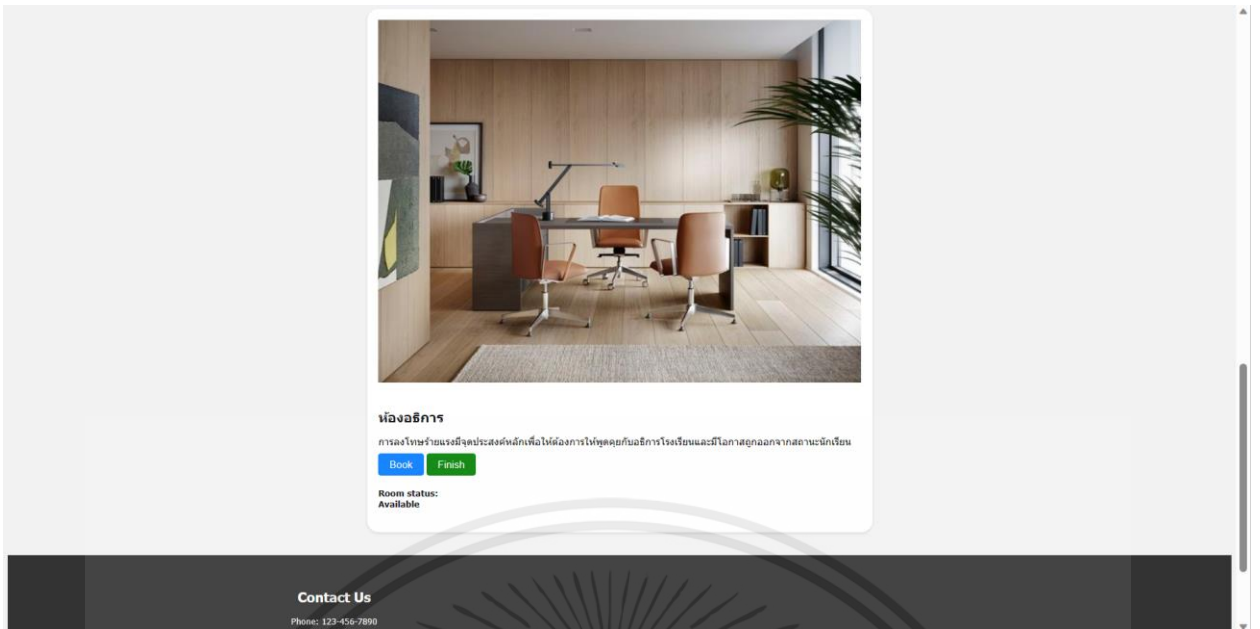 ห้องอธิการ
การลงโทษร้ายแรงมีจุดประสงค์หลักเพื่อให้ต้องการให้พูดคุยกับอธิการโรงเรียนและมีโอกาสถูกออกจากสถานะนักเรียน
Book Finish
Room status:
Available
Contact Us
Phone: 123-456-7890